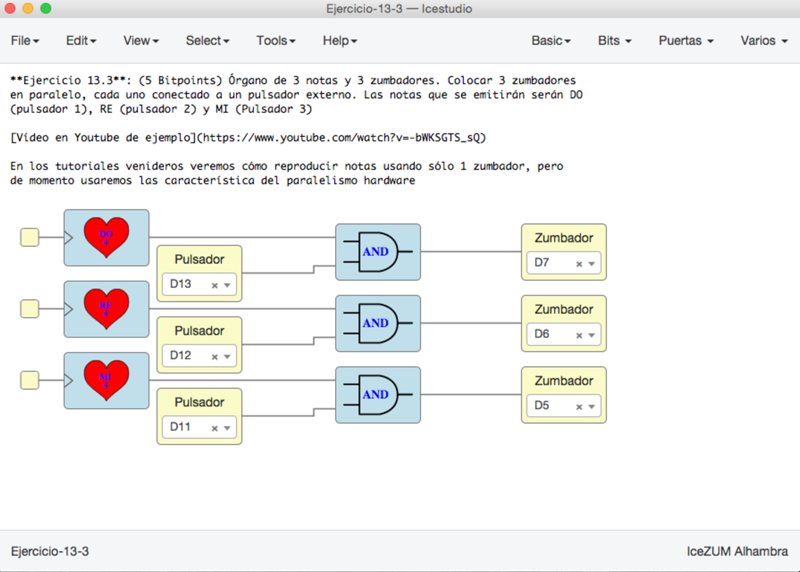 Ejercicio-13-3 — Icestudio
File Edit View Select Tools Help Basic Bits Puertas Varios
**Ejercicio 13.3**: (5 Bitpoints) Órgano de 3 notas y 3 zumbadores. Colocar 3 zumbadores
en paralelo, cada uno conectado a un pulsador externo. Las notas que se emitirán serán DO
(pulsador 1), RE (pulsador 2) y MI (Pulsador 3)
[Vídeo en Youtube de ejemplo](https://www.youtube.com/watch?v=-bWKSGTS_sQ)
En los tutoriales venideros veremos cómo reproducir notas usando sólo 1 zumbador, pero
de momento usaremos las característica del paralelismo hardware
DO
4
Pulsador
D13
AND
Zumbador
D7
RE
4
Pulsador
D12
AND
Zumbador
D6
MI
4
Pulsador
D11
AND
Zumbador
D5
Ejercicio-13-3
IceZUM Alhambra